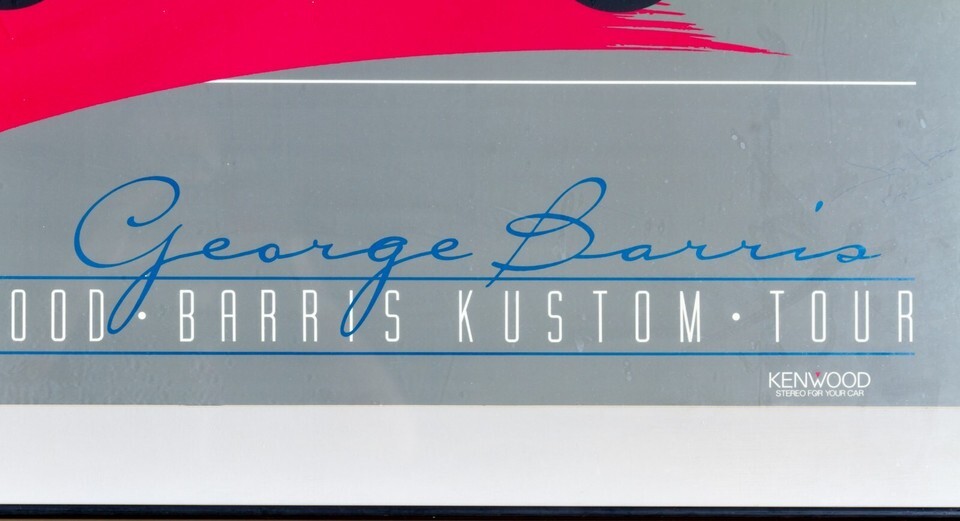 George Barris
OOD·BARRIS KUSTOM·TOUR
KENWOOD
STEREO FOR YOUR CAR